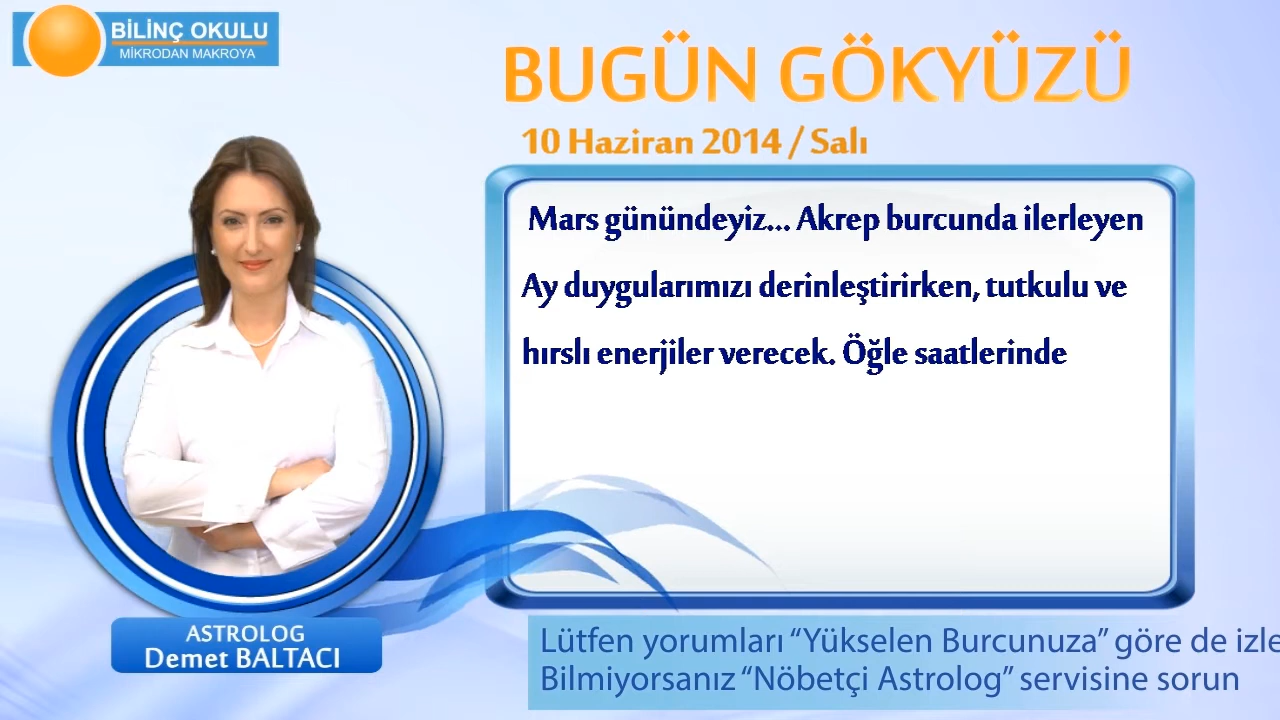 BİLİNÇ OKULU
MİKRODAN MAKROYA
BUGÜN GÖKYÜZÜ
10 Haziran 2014 / Salı
Mars günündeyiz... Akrep burcunda ilerleyen
Ay duygularımızı derinleştirirken, tutkulu ve
hırslı enerjiler verecek. Öğle saatlerinde
ASTROLOG
Demet BALTACI
Lütfen yorumları “Yükselen Burcunuza” göre de izle
Bilmiyorsanız “Nöbetçi Astrolog” servisine sorun